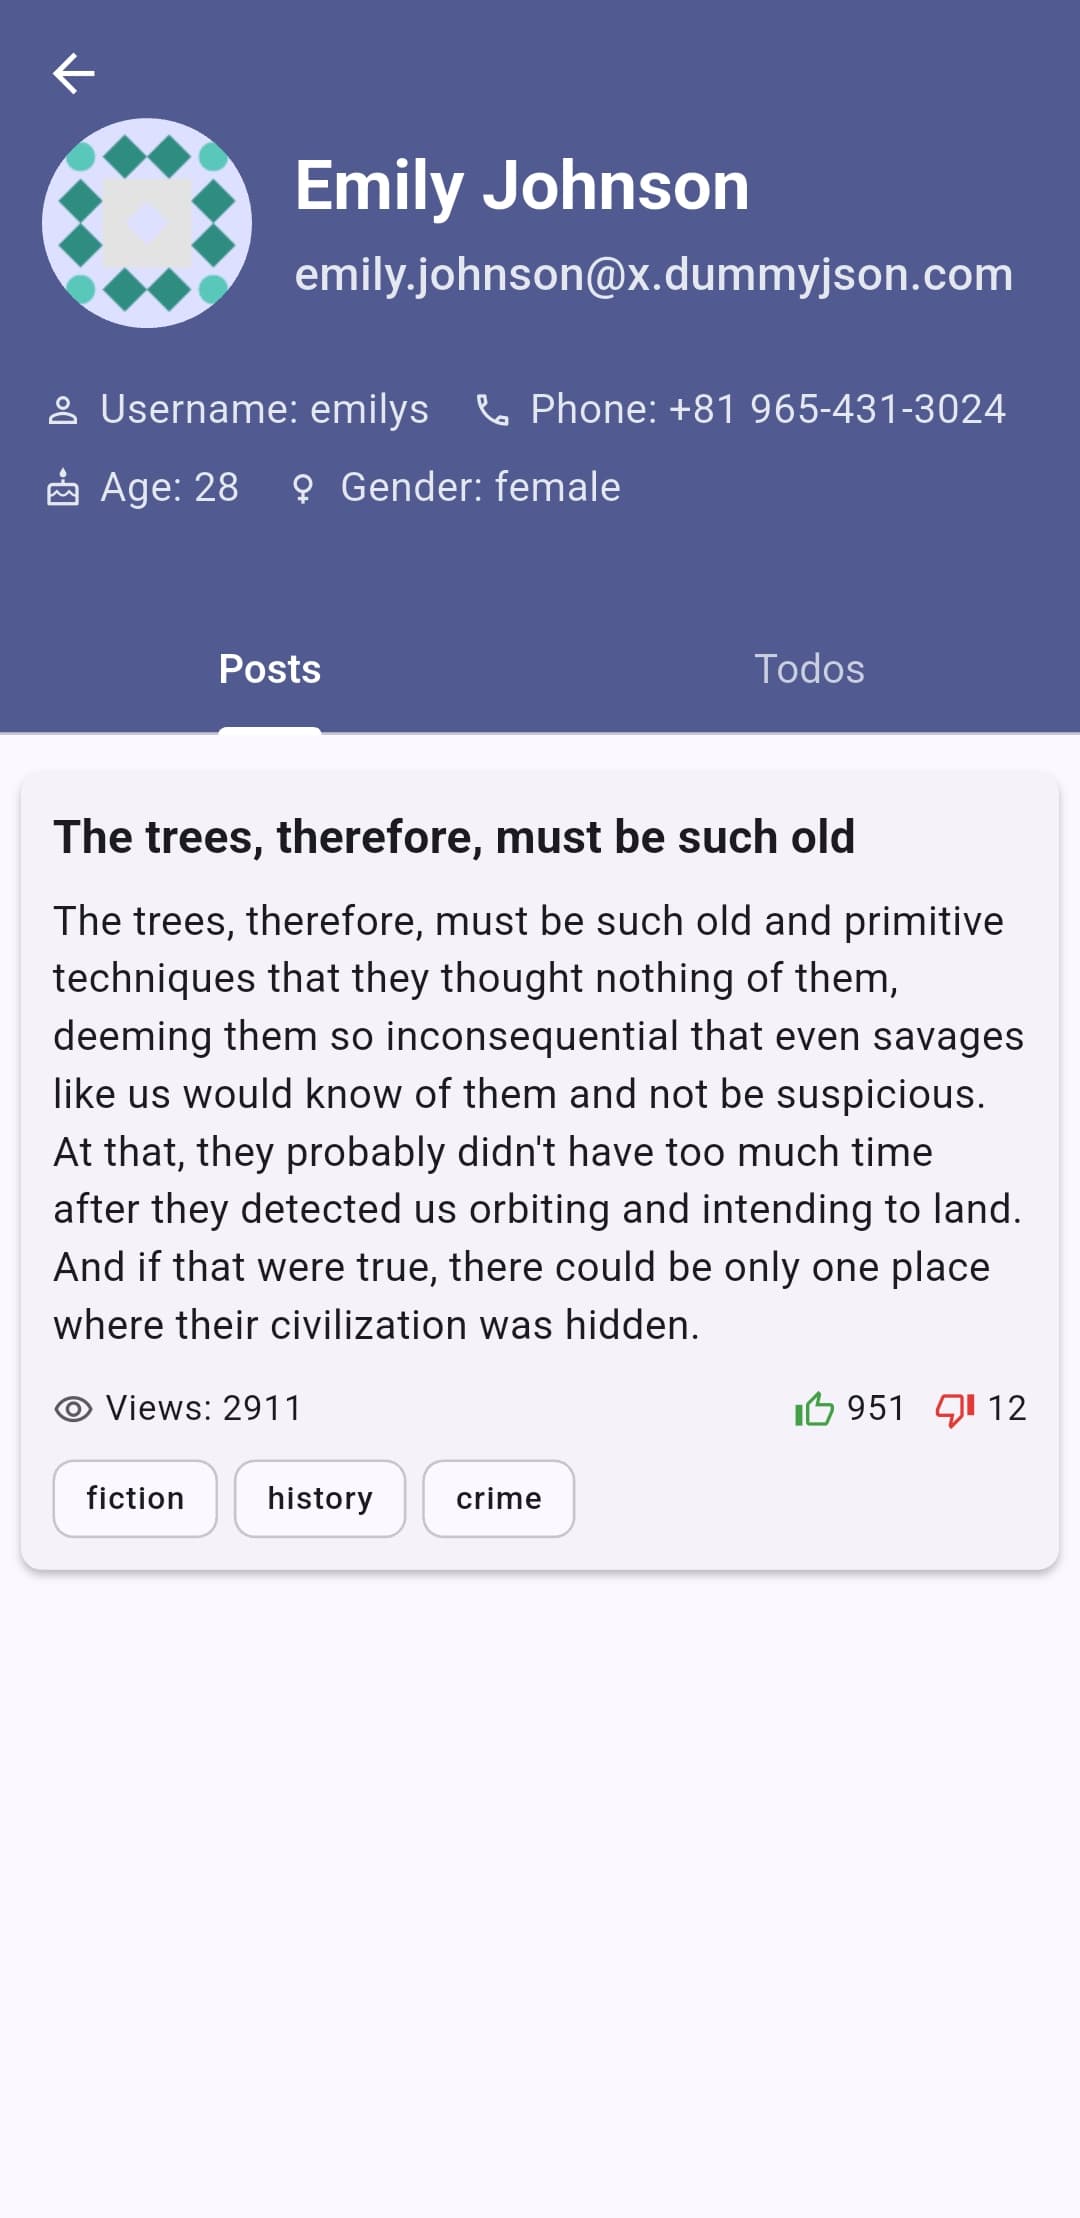 Emily Johnson
emily.johnson@x.dummyjson.com
Username: emilys Phone: +81 965-431-3024
Age: 28 Gender: female
Posts Todos
The trees, therefore, must be such old
The trees, therefore, must be such old and primitive
techniques that they thought nothing of them,
deeming them so inconsequential that even savages
like us would know of them and not be suspicious.
At that, they probably didn't have too much time
after they detected us orbiting and intending to land.
And if that were true, there could be only one place
where their civilization was hidden.
Views: 2911 951 12
fiction history crime